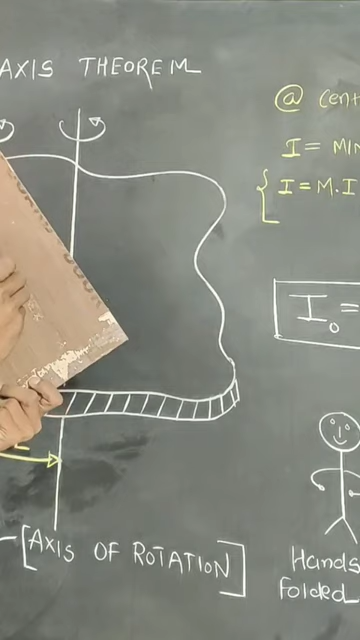 AXIS THEOREM
@ CENT
I = MIN
{ I = M.I
I₀ =
[AXIS OF ROTATION]
Hands
Folded